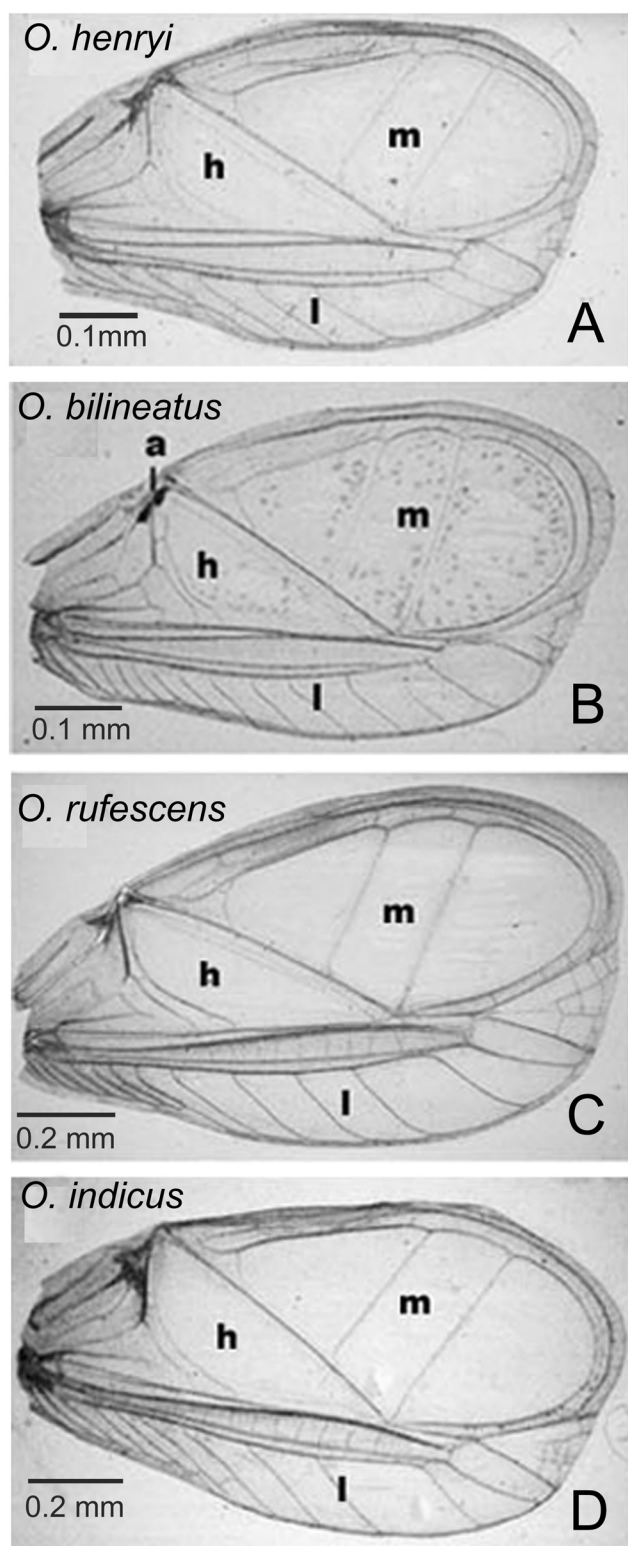 O. henryi
m
h
l
0.1mm
A
O. bilineatus
a
m
h
l
0.1 mm
B
O. rufescens
m
h
l
0.2 mm
C
O. indicus
m
h
l
0.2 mm
D